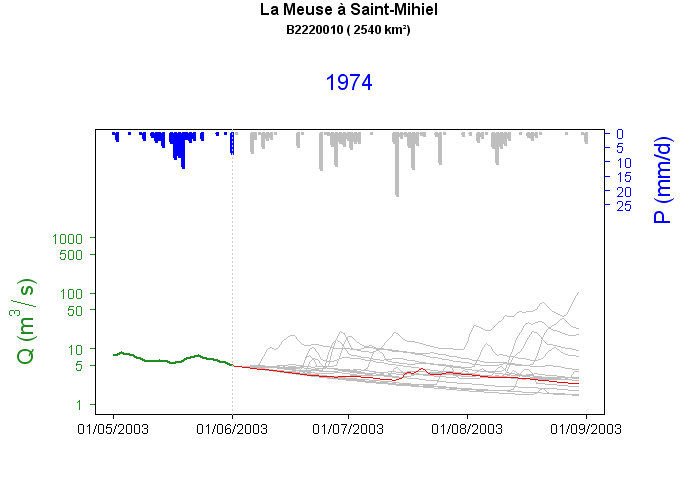 La Meuse à Saint-Mihiel
B2220010 ( 2540 km²)
1974
0
5
10
15
20
25
P (mm/d)
1000
500
100
50
10
5
1
Q (m³/ s)
01/05/2003 01/06/2003 01/07/2003 01/08/2003 01/09/2003